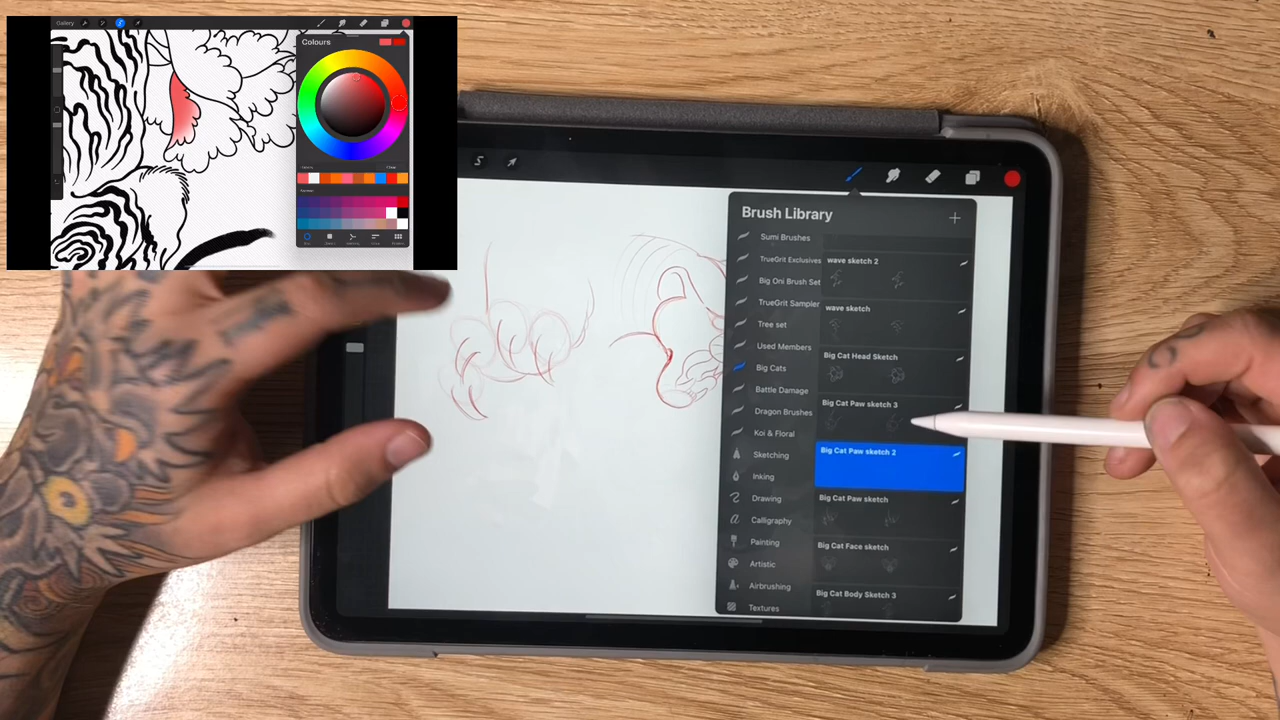 Gallery
Colours
Brush Library
Sumi Brushes
TrueGrit Exclusives
Big Oni Brush Set
TrueGrit Sampler
Tree set
Used Members
Big Cats
Battle Damage
Dragon Brushes
Koi & Floral
Sketching
Inking
Drawing
Calligraphy
Painting
Artistic
Airbrushing
Textures
wave sketch 2
wave sketch
Big Cat Head Sketch
Big Cat Paw sketch 3
Big Cat Paw sketch 2
Big Cat Paw sketch
Big Cat Face sketch
Big Cat Body Sketch 3